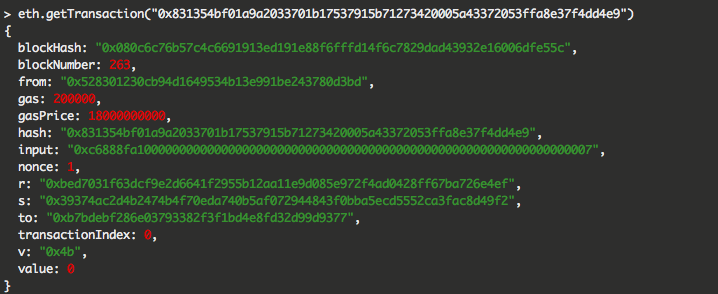 > eth.getTransaction("0x831354bf01a9a2033701b17537915b71273420005a43372053ffa8e37f4dd4e9")
{
  blockHash: "0x080c6c76b57c4c6691913ed191e88f6fffd14f6c7829dad43932e16006dfe55c",
  blockNumber: 263,
  from: "0x528301230cb94d1649534b13e991be243780d3bd",
  gas: 200000,
  gasPrice: 18000000000,
  hash: "0x831354bf01a9a2033701b17537915b71273420005a43372053ffa8e37f4dd4e9",
  input: "0xc6888fa10000000000000000000000000000000000000000000000000000000000000007",
  nonce: 1,
  r: "0xbed7031f63dcf9e2d6641f2955b12aa11e9d085e972f4ad0428ff67ba726e4ef",
  s: "0x39374ac2d4b2474b4f70eda740b5af072944843f0bba5ecd5552ca3fac8d49f2",
  to: "0xb7bdebf286e03793382f3f1bd4e8fd32d99d9377",
  transactionIndex: 0,
  v: "0x4b",
  value: 0
}